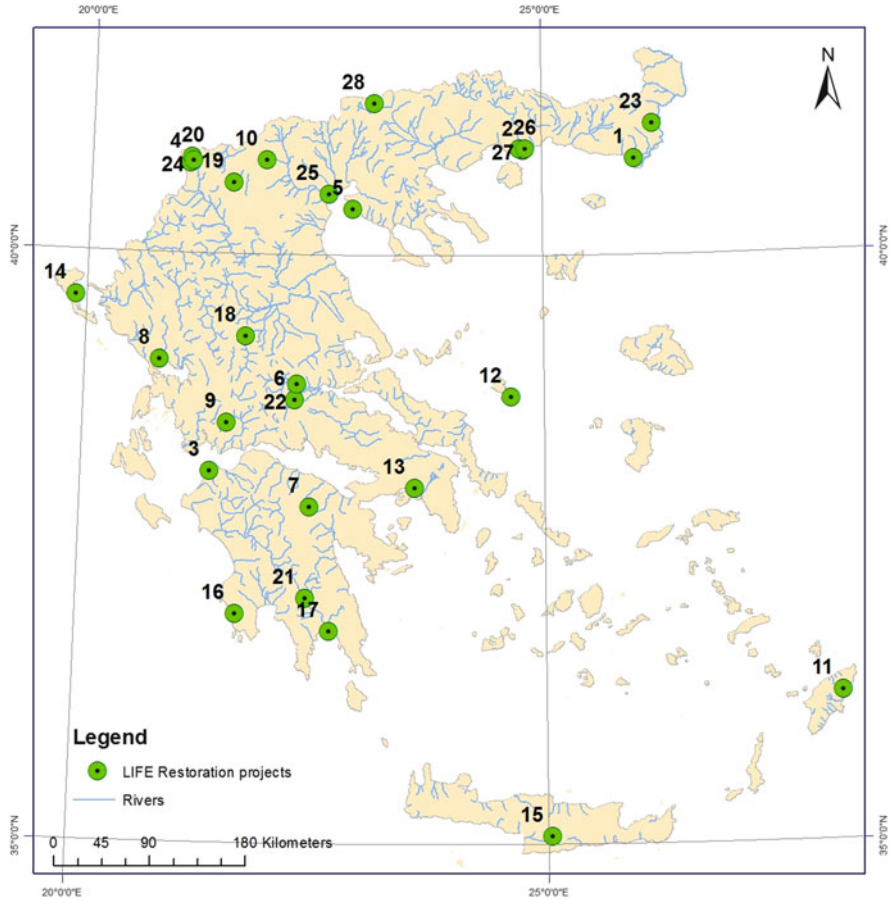 20°0'0"E 25°0'0"E
N
28
23
4 20 10 2 26 1
24 19 27
25 5
40°0'0"N 40°0'0"N
14
18
8
6 12
22
9
3
13
7
21
16 17
11
Legend
LIFE Restoration projects
Rivers
15
35°0'0"N 0 45 90 180 Kilometers 35°0'0"N
20°0'0"E 25°0'0"E